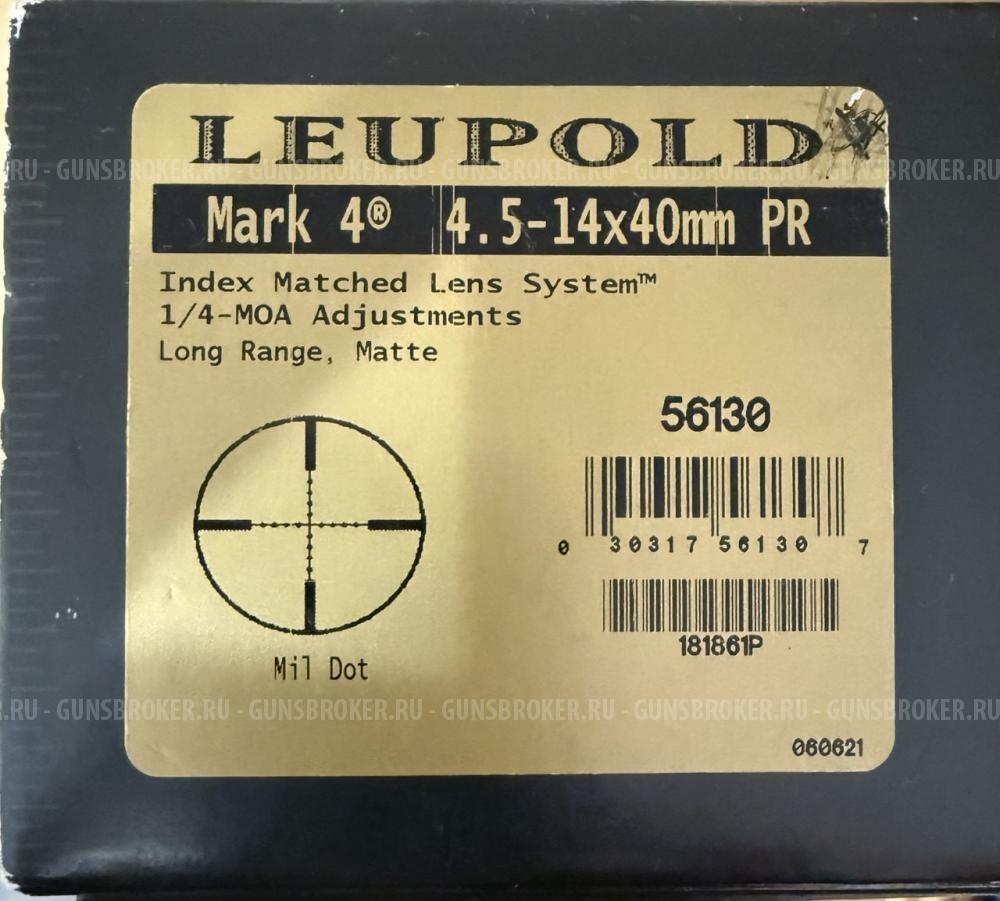 LEUPOLD
.RU - GUNSBROKER.RU - GUNSBROKER.RU - GUNSBROKER.RU - GUNSBROKER.RU - GUNSBROKER
Mark 4® 4.5-14x40mm PR
Index Matched Lens System™
1/4-MOA Adjustments
Long Range, Matte
56130
0 30317 56130 7
181861P
Mil Dot
.RU - GUNSBROKER.RU - GUNSBROKER.RU - GUNSBROKER.RU - GUNSBROKER.RU - GUNSBROKER
060621